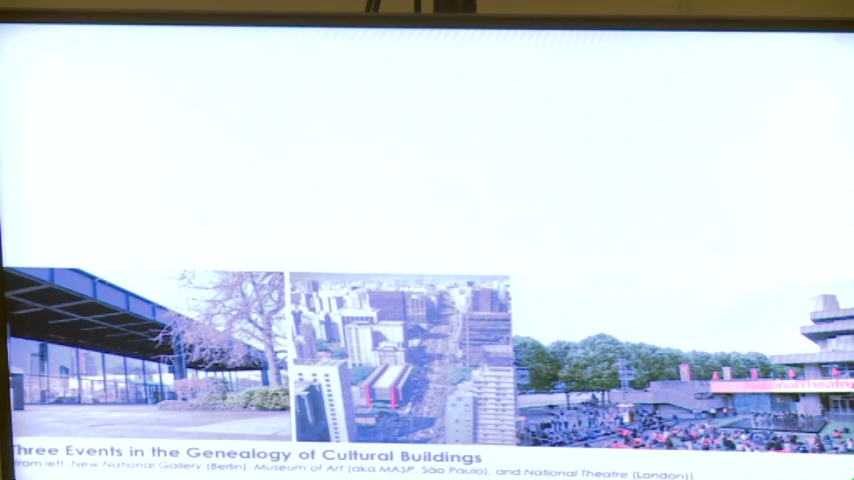 National Theatre
Three Events in the Genealogy of Cultural Buildings
from left: New National Gallery (Berlin), Museum of Art (aka MASP, São Paulo), and National Theatre (London)